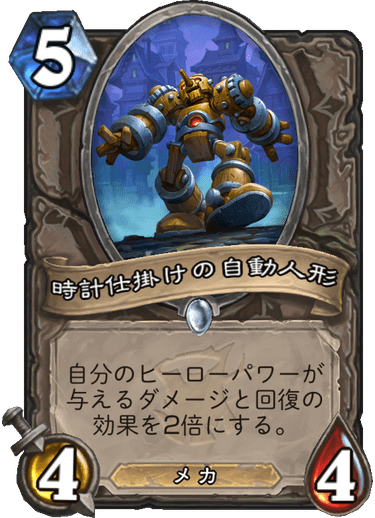 5
時計仕掛けの自動人形
自分のヒーローパワーが
与えるダメージと回復の
効果を2倍にする。
メカ
4
4